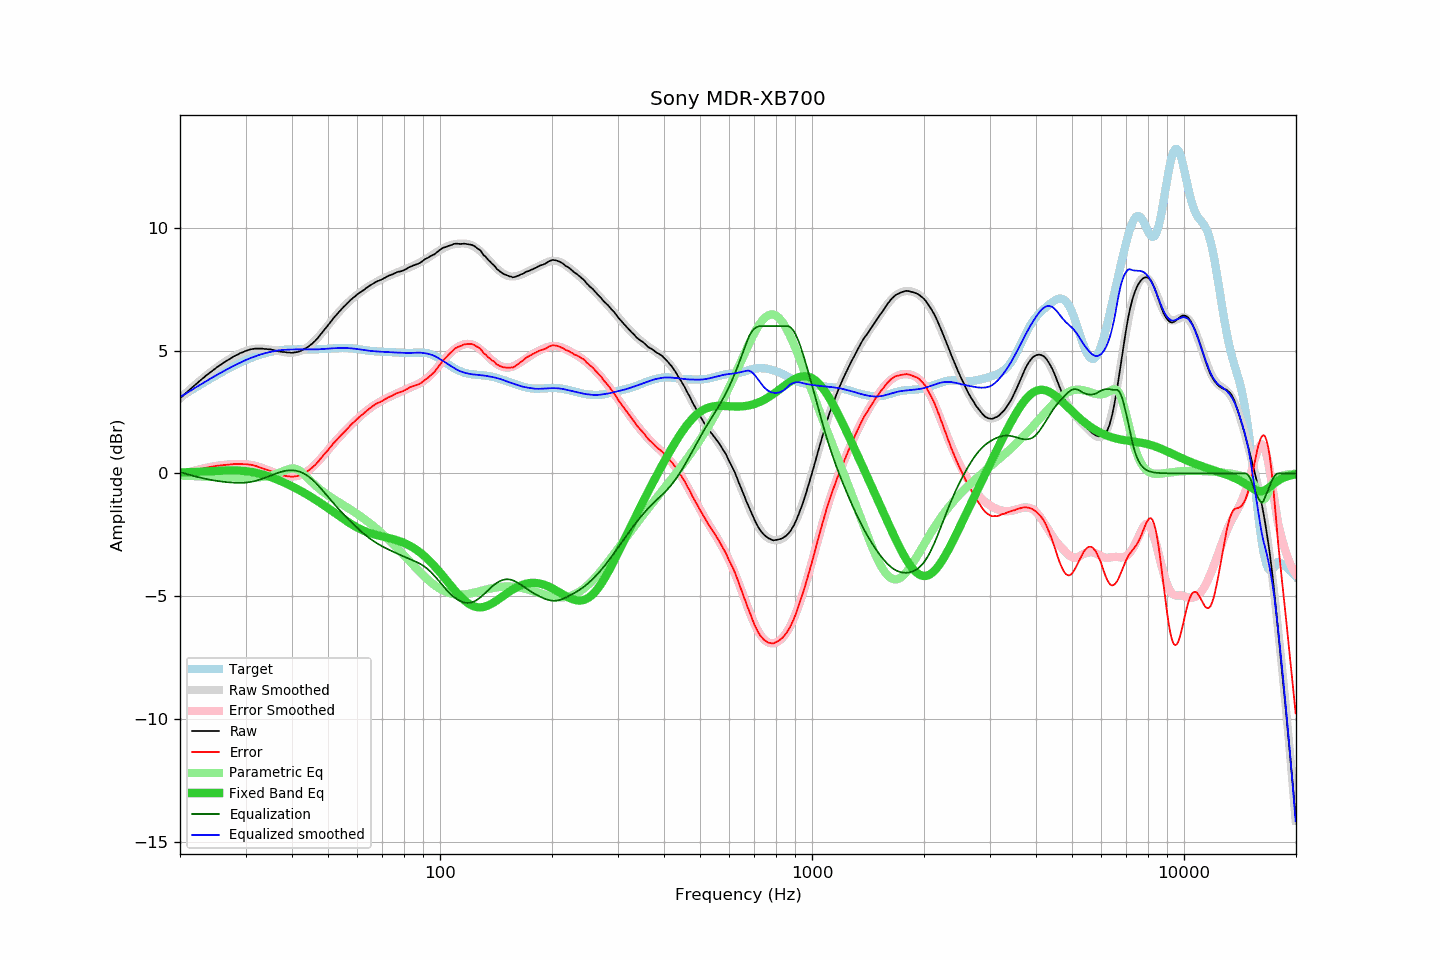 Sony MDR-XB700
Amplitude (dBr)
10
5
0
−5
−10
−15
Target
Raw Smoothed
Error Smoothed
Raw
Error
Parametric Eq
Fixed Band Eq
Equalization
Equalized smoothed
100 1000 10000
Frequency (Hz)